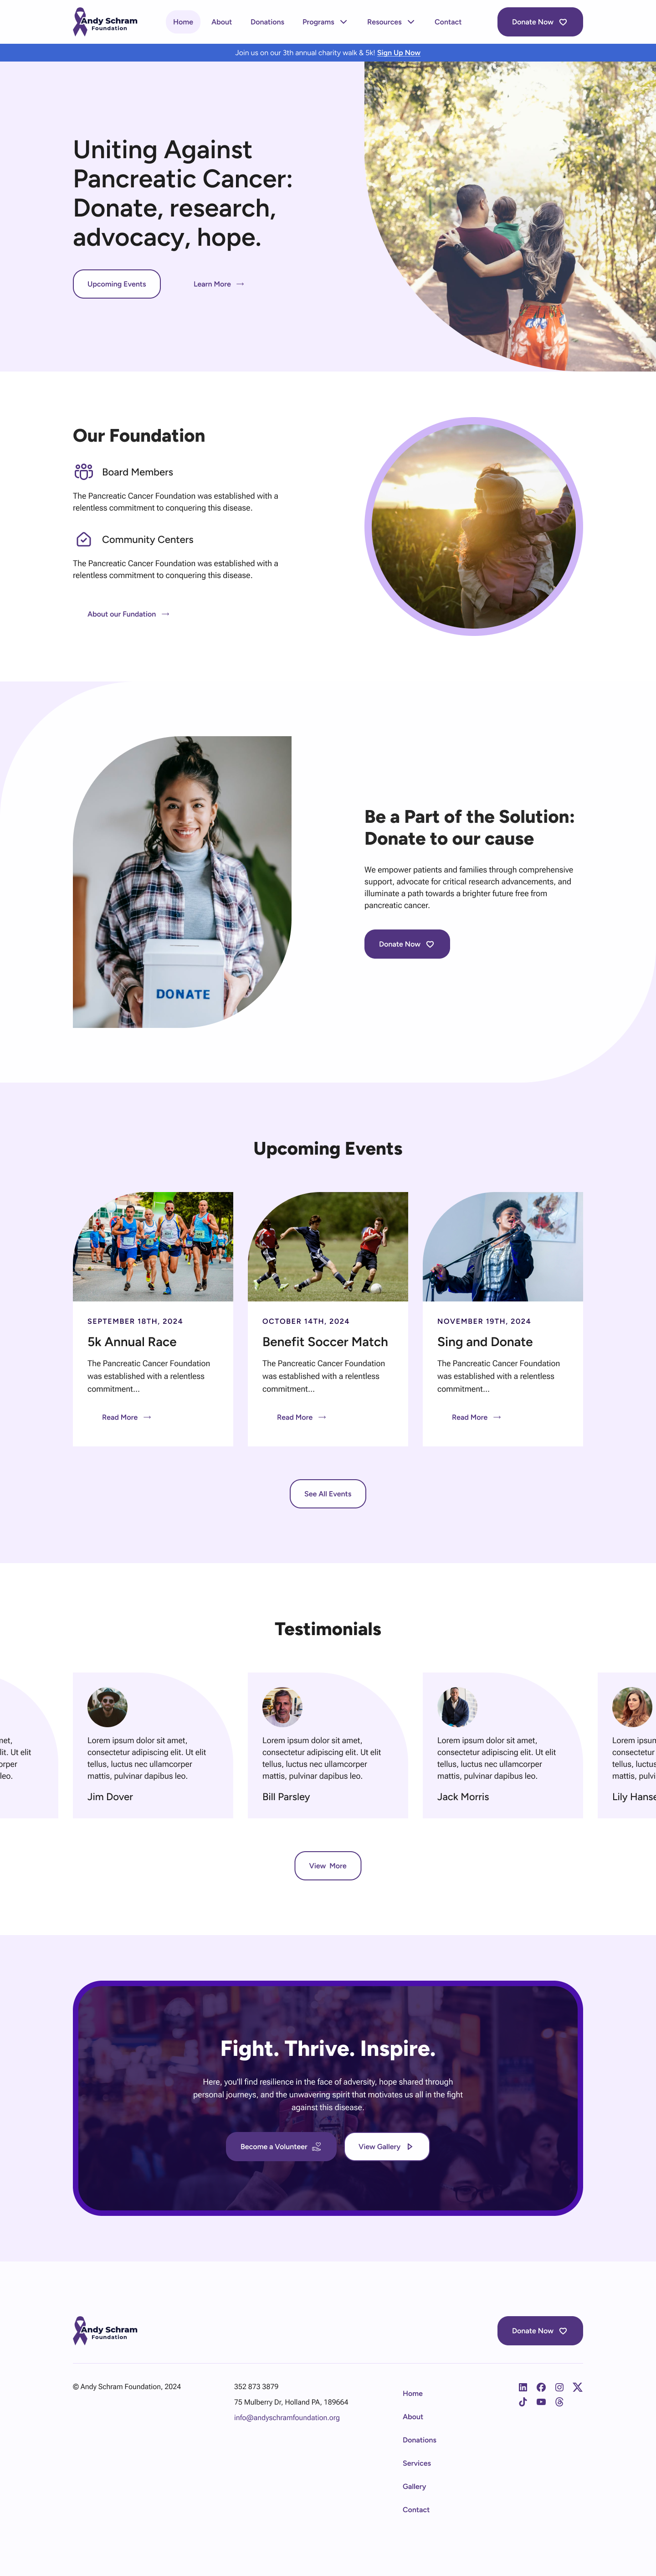 Andy Schram
Foundation
Home
About
Donations
Programs
Resources
Contact
Donate Now
Join us on our 3th annual charity walk & 5k! Sign Up Now
Uniting Against
Pancreatic Cancer:
Donate, research,
advocacy, hope.
Upcoming Events
Learn More
Our Foundation
Board Members
The Pancreatic Cancer Foundation was established with a
relentless commitment to conquering this disease.
Community Centers
The Pancreatic Cancer Foundation was established with a
relentless commitment to conquering this disease.
About our Fundation
DONATE
Be a Part of the Solution:
Donate to our cause
We empower patients and families through comprehensive
support, advocate for critical research advancements, and
illuminate a path towards a brighter future free from
pancreatic cancer.
Donate Now
Upcoming Events
SEPTEMBER 18TH, 2024
5k Annual Race
The Pancreatic Cancer Foundation
was established with a relentless
commitment...
Read More
OCTOBER 14TH, 2024
Benefit Soccer Match
The Pancreatic Cancer Foundation
was established with a relentless
commitment...
Read More
NOVEMBER 19TH, 2024
Sing and Donate
The Pancreatic Cancer Foundation
was established with a relentless
commitment...
Read More
See All Events
Testimonials
met,
lit. Ut elit
orper
leo.
Lorem ipsum dolor sit amet,
consectetur adipiscing elit. Ut elit
tellus, luctus nec ullamcorper
mattis, pulvinar dapibus leo.
Jim Dover
Lorem ipsum dolor sit amet,
consectetur adipiscing elit. Ut elit
tellus, luctus nec ullamcorper
mattis, pulvinar dapibus leo.
Bill Parsley
Lorem ipsum dolor sit amet,
consectetur adipiscing elit. Ut elit
tellus, luctus nec ullamcorper
mattis, pulvinar dapibus leo.
Jack Morris
Lorem ipsum
consectetur
tellus, luctus
mattis, pulvi
Lily Hanse
View More
Fight. Thrive. Inspire.
Here, you'll find resilience in the face of adversity, hope shared through
personal journeys, and the unwavering spirit that motivates us all in the fight
against this disease.
Become a Volunteer
View Gallery
Andy Schram
Foundation
Donate Now
© Andy Schram Foundation, 2024
352 873 3879
75 Mulberry Dr, Holland PA, 189664
info@andyschramfoundation.org
Home
About
Donations
Services
Gallery
Contact